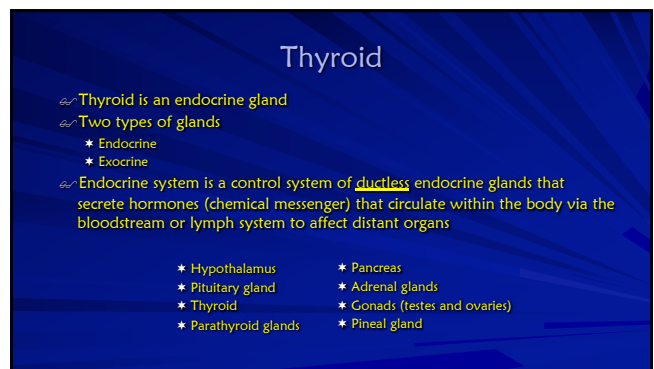 Thyroid
Thyroid is an endocrine gland
Two types of glands
Endocrine
Exocrine
Endocrine system is a control system of ductless endocrine glands that
secrete hormones (chemical messenger) that circulate within the body via the
bloodstream or lymph system to affect distant organs
Hypothalamus
Pituitary gland
Thyroid
Parathyroid glands
Pancreas
Adrenal glands
Gonads (testes and ovaries)
Pineal gland